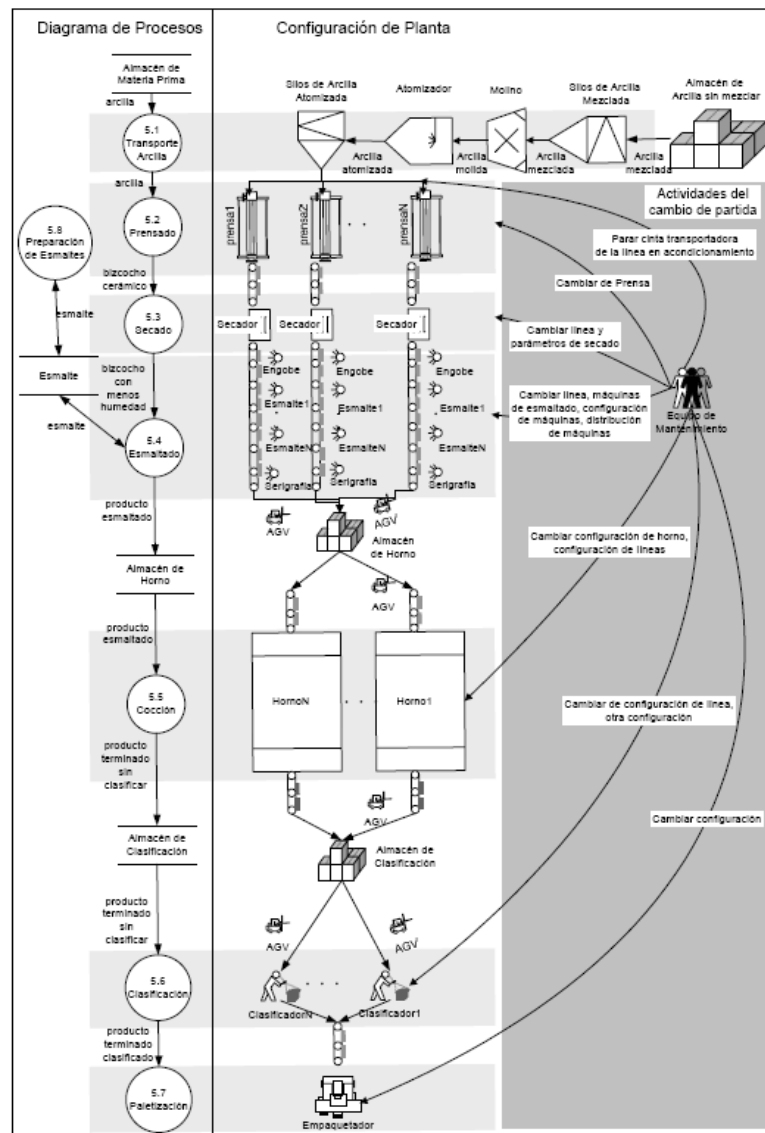 Diagrama de Procesos
Configuración de Planta
Almacén de
Materia Prima
arcilla
5.1
Transporte
Arcilla
arcilla
5.2
Prensado
bizcocho
cerámico
5.3
Secado
5.8
Preparación
de Esmaltes
esmalte
Esmalte
bizcocho
con
menos
humedad
esmalte
5.4
Esmaltado
producto
esmaltado
Almacén de
Horno
producto
esmaltado
5.5
Cocción
producto
terminado
sin
clasificar
Almacén de
Clasificación
producto
terminado
sin
clasificar
5.6
Clasificación
producto
terminado
clasificado
5.7
Paletización
Silos de Arcilla
Atomizada
Atomizador
Molino
Silos de Arcilla
Mezclada
Almacén de
Arcilla sin mezclar
Arcilla
atomizada
Arcilla
molida
Arcilla
mezclada
Arcilla
mezclada
prensa1
prensa2
. .
prensaN
Secador
Secador
Secador
Engobe
Engobe
Engobe
Esmalte1
Esmalte1
Esmalte1
EsmalteN
EsmalteN
EsmalteN
Serigrafía
Serigrafía
Serigrafía
AGV
AGV
Almacén
de Horno
AGV
HornoN
. .
Horno1
AGV
Almacén de
Clasificación
AGV
AGV
ClasificadorN
. . .
Clasificador1
Empaquetador
Actividades del
cambio de partida
Parar cinta transportadora
de la línea en acondicionamiento
Cambiar de Prensa
Cambiar línea y
parámetros de secado
Cambiar línea, máquinas
de esmaltado, configuración
de máquinas, distribución
de máquinas
Equipo de
Mantenimiento
Cambiar configuración de horno,
configuración de líneas
Cambiar de configuración de línea,
otra configuración
Cambiar configuración